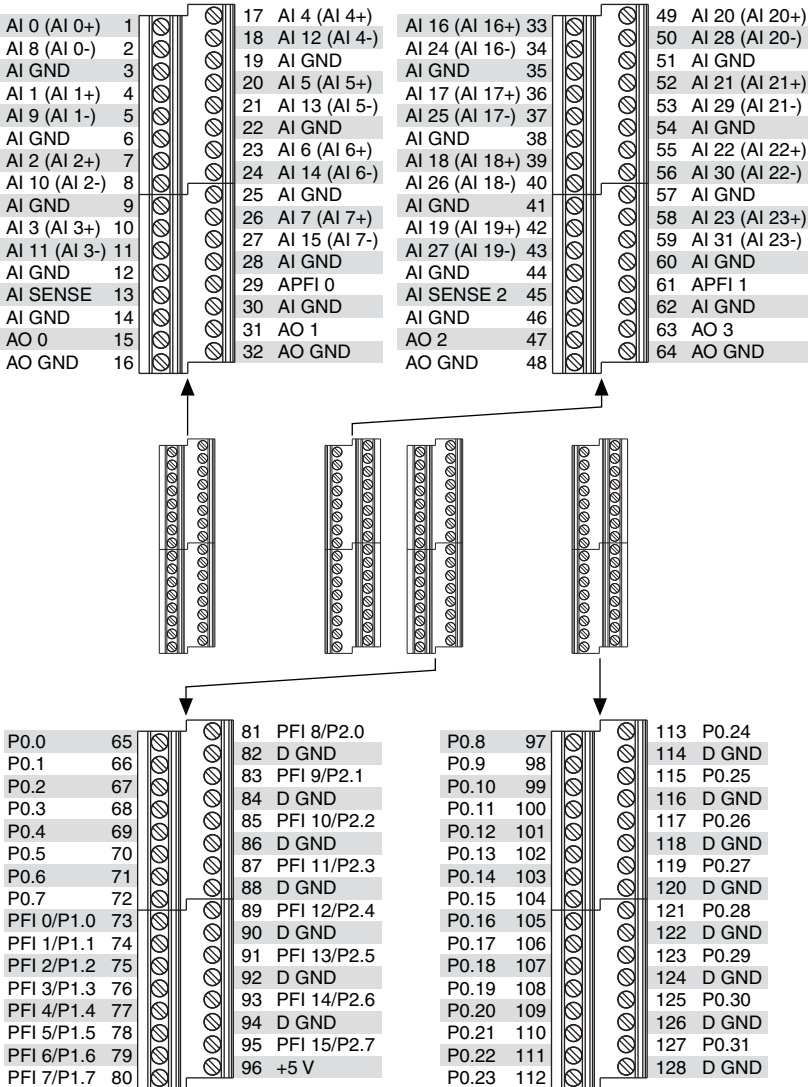 AI 0 (AI 0+) 1
AI 8 (AI 0-) 2
AI GND 3
AI 1 (AI 1+) 4
AI 9 (AI 1-) 5
AI GND 6
AI 2 (AI 2+) 7
AI 10 (AI 2-) 8
AI GND 9
AI 3 (AI 3+) 10
AI 11 (AI 3-) 11
AI GND 12
AI SENSE 13
AI GND 14
AO 0 15
AO GND 16
17 AI 4 (AI 4+)
18 AI 12 (AI 4-)
19 AI GND
20 AI 5 (AI 5+)
21 AI 13 (AI 5-)
22 AI GND
23 AI 6 (AI 6+)
24 AI 14 (AI 6-)
25 AI GND
26 AI 7 (AI 7+)
27 AI 15 (AI 7-)
28 AI GND
29 APFI 0
30 AI GND
31 AO 1
32 AO GND
AI 16 (AI 16+) 33
AI 24 (AI 16-) 34
AI GND 35
AI 17 (AI 17+) 36
AI 25 (AI 17-) 37
AI GND 38
AI 18 (AI 18+) 39
AI 26 (AI 18-) 40
AI GND 41
AI 19 (AI 19+) 42
AI 27 (AI 19-) 43
AI GND 44
AI SENSE 2 45
AI GND 46
AO 2 47
AO GND 48
49 AI 20 (AI 20+)
50 AI 28 (AI 20-)
51 AI GND
52 AI 21 (AI 21+)
53 AI 29 (AI 21-)
54 AI GND
55 AI 22 (AI 22+)
56 AI 30 (AI 22-)
57 AI GND
58 AI 23 (AI 23+)
59 AI 31 (AI 23-)
60 AI GND
61 APFI 1
62 AI GND
63 AO 3
64 AO GND
P0.0 65
P0.1 66
P0.2 67
P0.3 68
P0.4 69
P0.5 70
P0.6 71
P0.7 72
PFI 0/P1.0 73
PFI 1/P1.1 74
PFI 2/P1.2 75
PFI 3/P1.3 76
PFI 4/P1.4 77
PFI 5/P1.5 78
PFI 6/P1.6 79
PFI 7/P1.7 80
81 PFI 8/P2.0
82 D GND
83 PFI 9/P2.1
84 D GND
85 PFI 10/P2.2
86 D GND
87 PFI 11/P2.3
88 D GND
89 PFI 12/P2.4
90 D GND
91 PFI 13/P2.5
92 D GND
93 PFI 14/P2.6
94 D GND
95 PFI 15/P2.7
96 +5 V
P0.8 97
P0.9 98
P0.10 99
P0.11 100
P0.12 101
P0.13 102
P0.14 103
P0.15 104
P0.16 105
P0.17 106
P0.18 107
P0.19 108
P0.20 109
P0.21 110
P0.22 111
P0.23 112
113 P0.24
114 D GND
115 P0.25
116 D GND
117 P0.26
118 D GND
119 P0.27
120 D GND
121 P0.28
122 D GND
123 P0.29
124 D GND
125 P0.30
126 D GND
127 P0.31
128 D GND